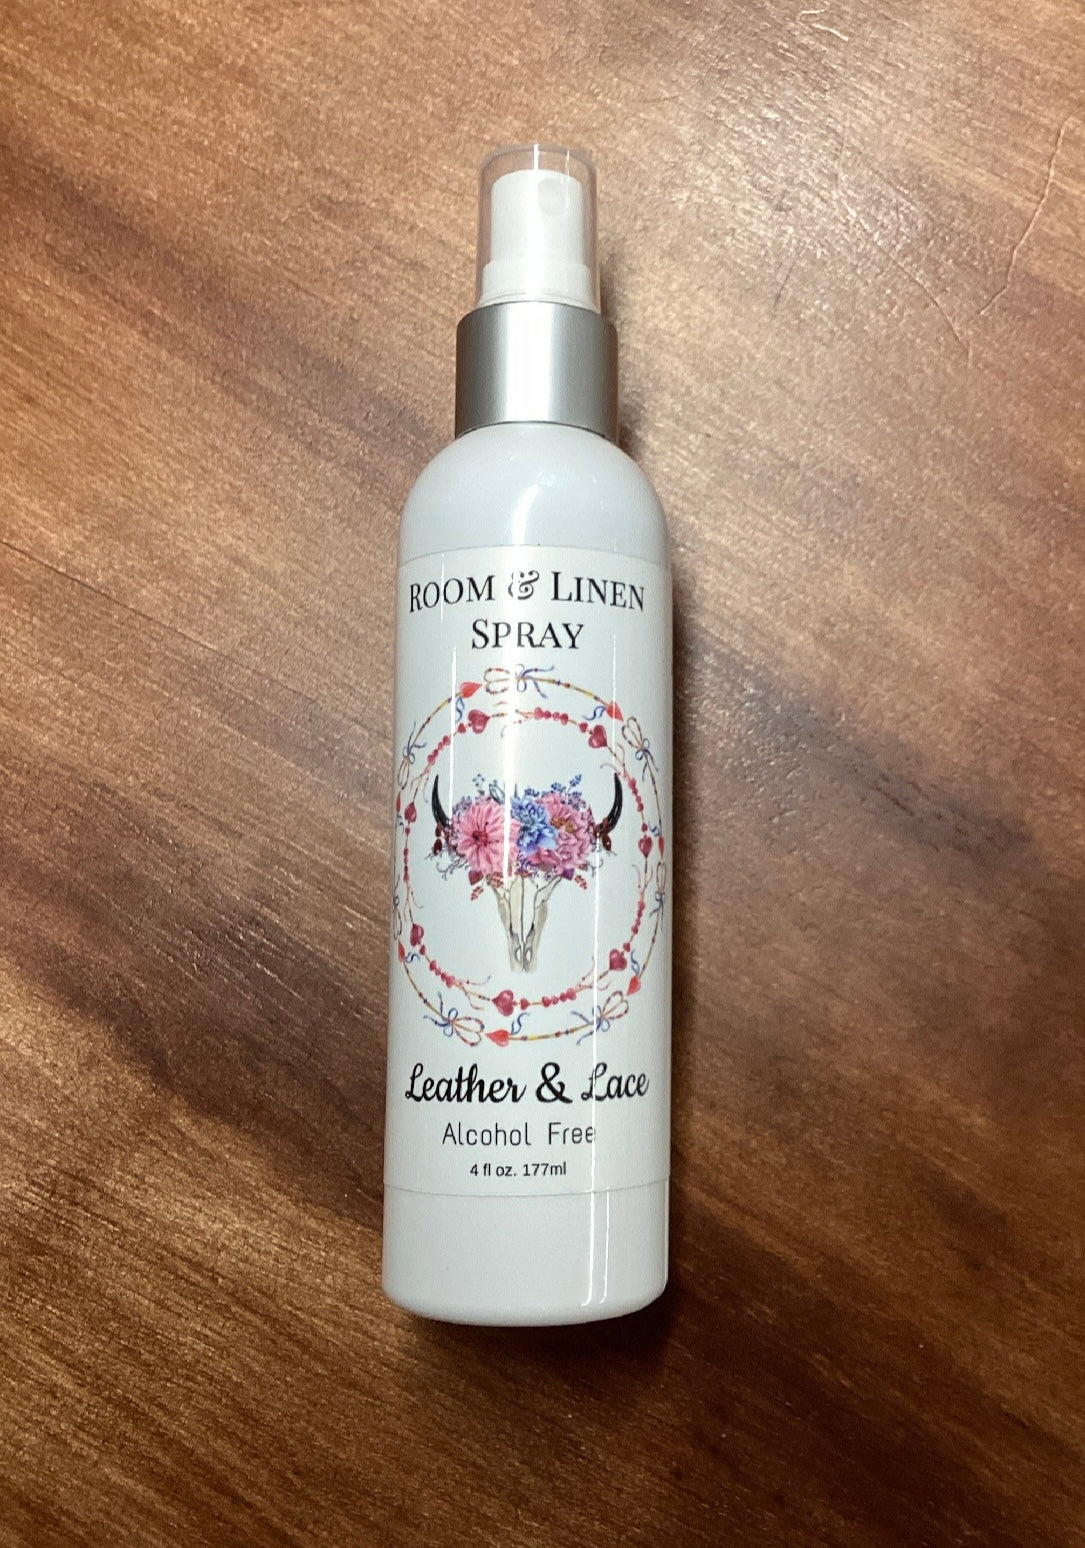 ROOM & LINEN
SPRAY
Leather & Lace
Alcohol Free
4 fl oz. 177ml